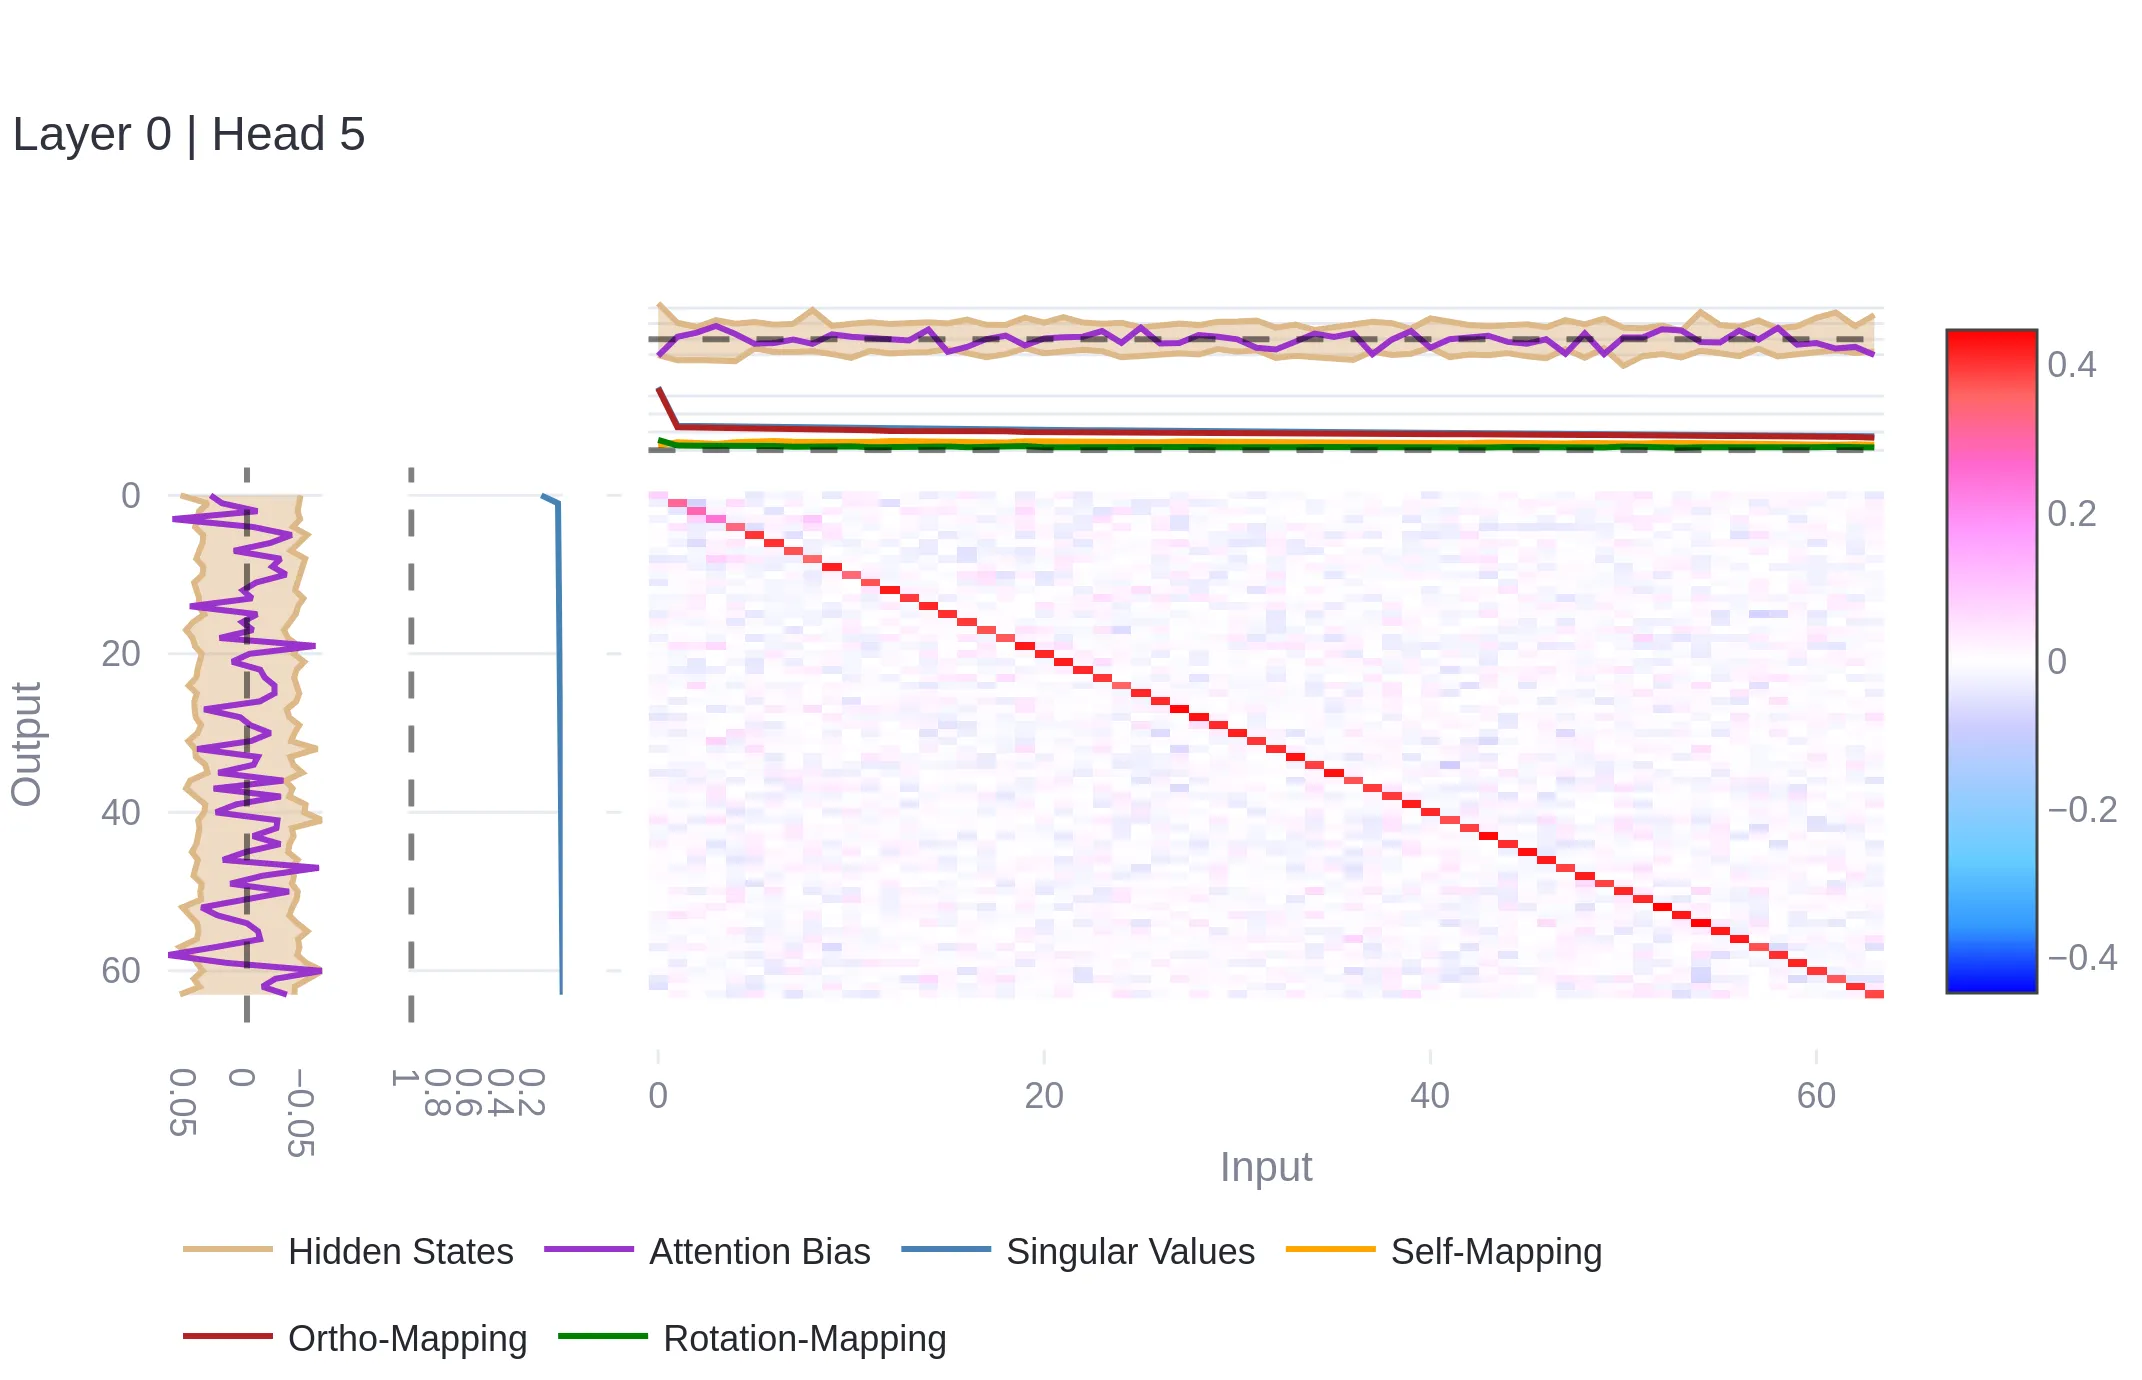 Layer 0 | Head 5
0
20
40
60
Output
0.05
0
−0.05
1
0.8
0.6
0.4
0.2
0
20
40
60
Input
0.4
0.2
0
−0.2
−0.4
Hidden States
Attention Bias
Singular Values
Self-Mapping
Ortho-Mapping
Rotation-Mapping